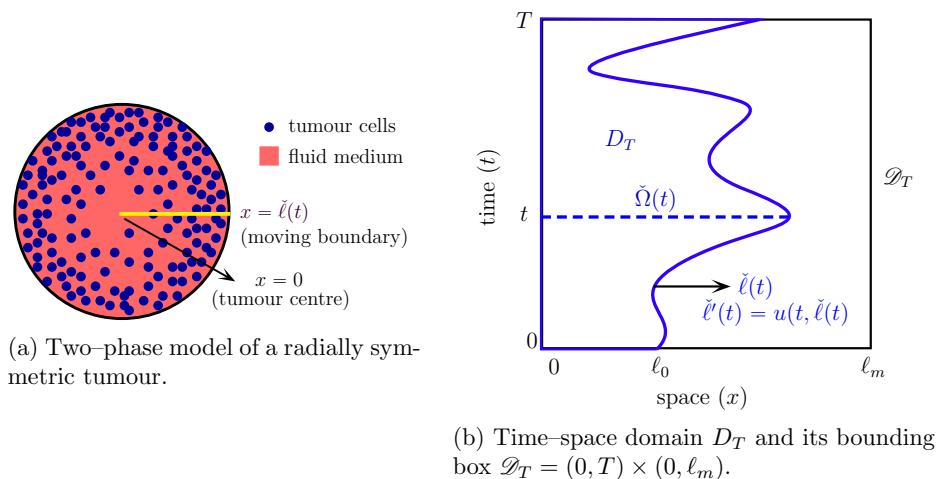 tumour cells
fluid medium
x = ℓ̌(t)
(moving boundary)
x = 0
(tumour centre)
(a) Two–phase model of a radially sym-
metric tumour.
T
D_T
𝒟_T
time (t)
Ω̌(t)
t
ℓ̌(t)
ℓ̌′(t) = u(t, ℓ̌(t)
0
0 ℓ_0 ℓ_m
space (x)
(b) Time–space domain D_T and its bounding
box 𝒟_T = (0, T) × (0, ℓ_m).